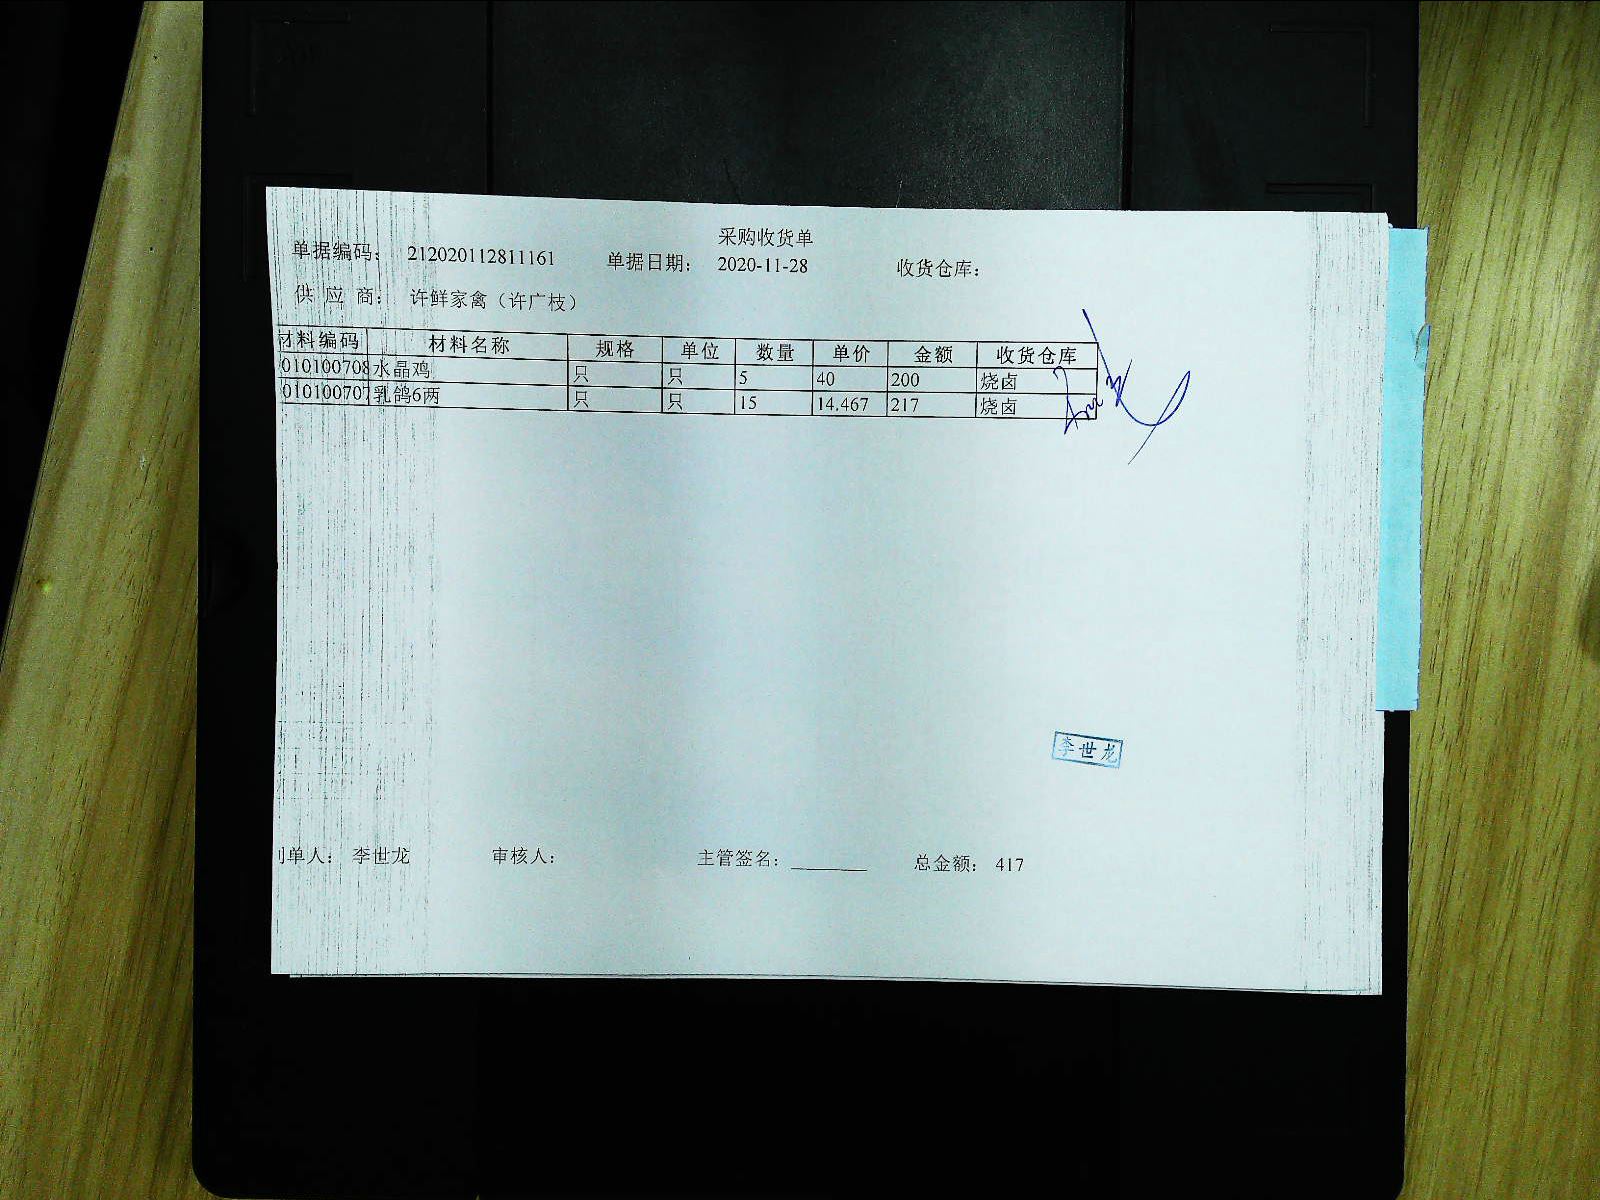 采购收货单
单据编码： 212020112811161 单据日期： 2020-11-28 收货仓库：
供 应 商： 许鲜家禽（许广枝）
材料编码 材料名称 规格 单位 数量 单价 金额 收货仓库
010100708 水晶鸡 只 只 5 40 200 烧卤
010100707 乳鸽6两 只 只 15 14.467 217 烧卤
李世龙
单人： 李世龙 审核人： 主管签名： 总金额： 417